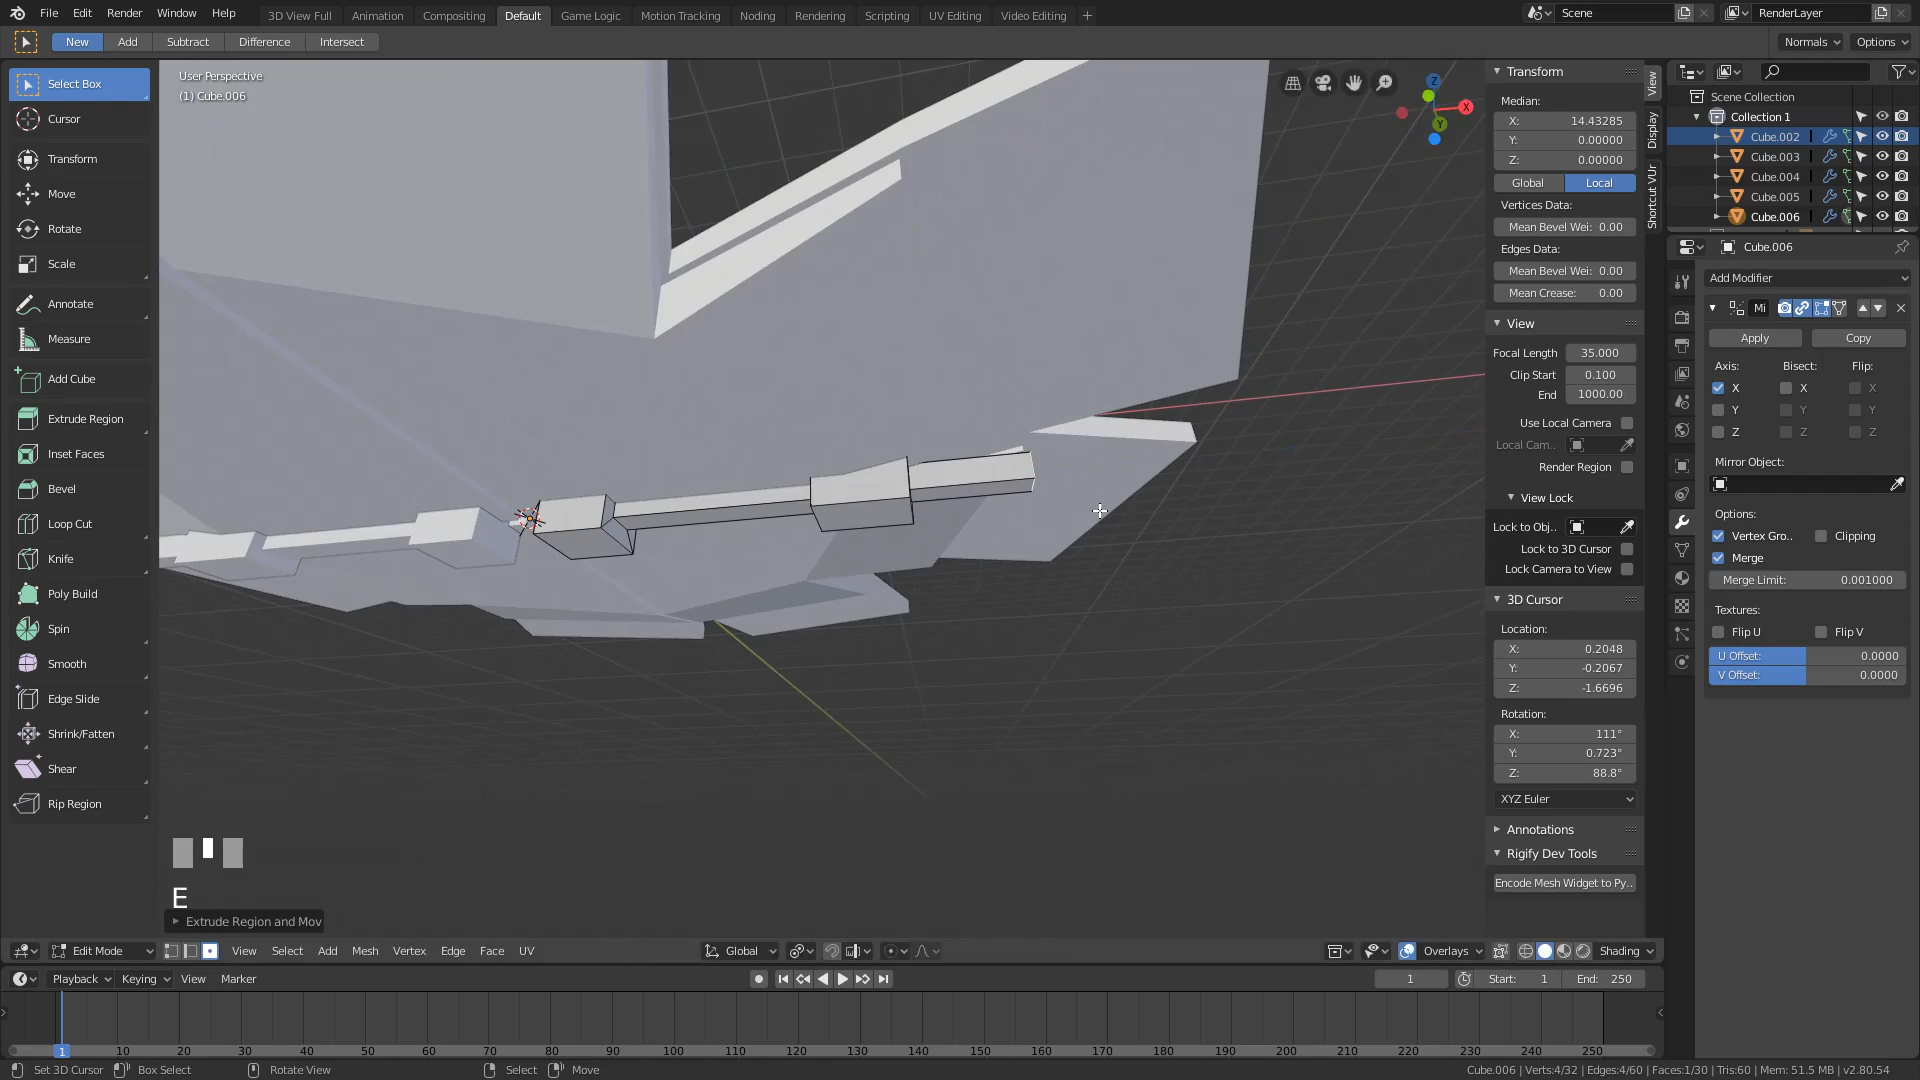 File Edit Render Window Help 3D View Full Animation Compositing Default Game Logic Motion Tracking Noding Rendering Scripting UV Editing Video Editing + Scene RenderLayer
New Add Subtract Difference Intersect Normals Options
Select Box
Cursor
Transform
Move
Rotate
Scale
Annotate
Measure
Add Cube
Extrude Region
Inset Faces
Bevel
Loop Cut
Knife
Poly Build
Spin
Smooth
Edge Slide
Shrink/Fatten
Shear
Rip Region
User Perspective
(1) Cube.006
Z
X
Y
E
Extrude Region and Mov
Transform
Median:
X: 14.43285
Y: 0.00000
Z: 0.00000
Global Local
Vertices Data:
Mean Bevel Wei: 0.00
Edges Data:
Mean Bevel Wei: 0.00
Mean Crease: 0.00
View
Focal Length 35.000
Clip Start 0.100
End 1000.00
Use Local Camera
Local Cam..
Render Region
View Lock
Lock to Obj..
Lock to 3D Cursor
Lock Camera to View
3D Cursor
Location:
X: 0.2048
Y: -0.2067
Z: -1.6696
Rotation:
X: 111°
Y: 0.723°
Z: 88.8°
XYZ Euler
Annotations
Rigify Dev Tools
Encode Mesh Widget to Py..
View
Display
Shortcut VUr
Scene Collection
Collection 1
Cube.002
Cube.003
Cube.004
Cube.005
Cube.006
Cube.006
Add Modifier
Mi
Apply Copy
Axis: Bisect: Flip:
X X X
Y Y Y
Z Z Z
Mirror Object:
Options:
Vertex Gro.. Clipping
Merge
Merge Limit: 0.001000
Textures:
Flip U Flip V
U Offset: 0.0000
V Offset: 0.0000
Edit Mode View Select Add Mesh Vertex Edge Face UV Global Overlays Shading
Playback Keying View Marker 1 Start: 1 End: 250
1 10 20 30 40 50 60 70 80 90 100 110 120 130 140 150 160 170 180 190 200 210 220 230 240 250
Set 3D Cursor Box Select Rotate View Select Move Cube.006 | Verts:4/32 | Edges:4/60 | Faces:1/30 | Tris:60 | Mem: 51.5 MB | v2.80.54